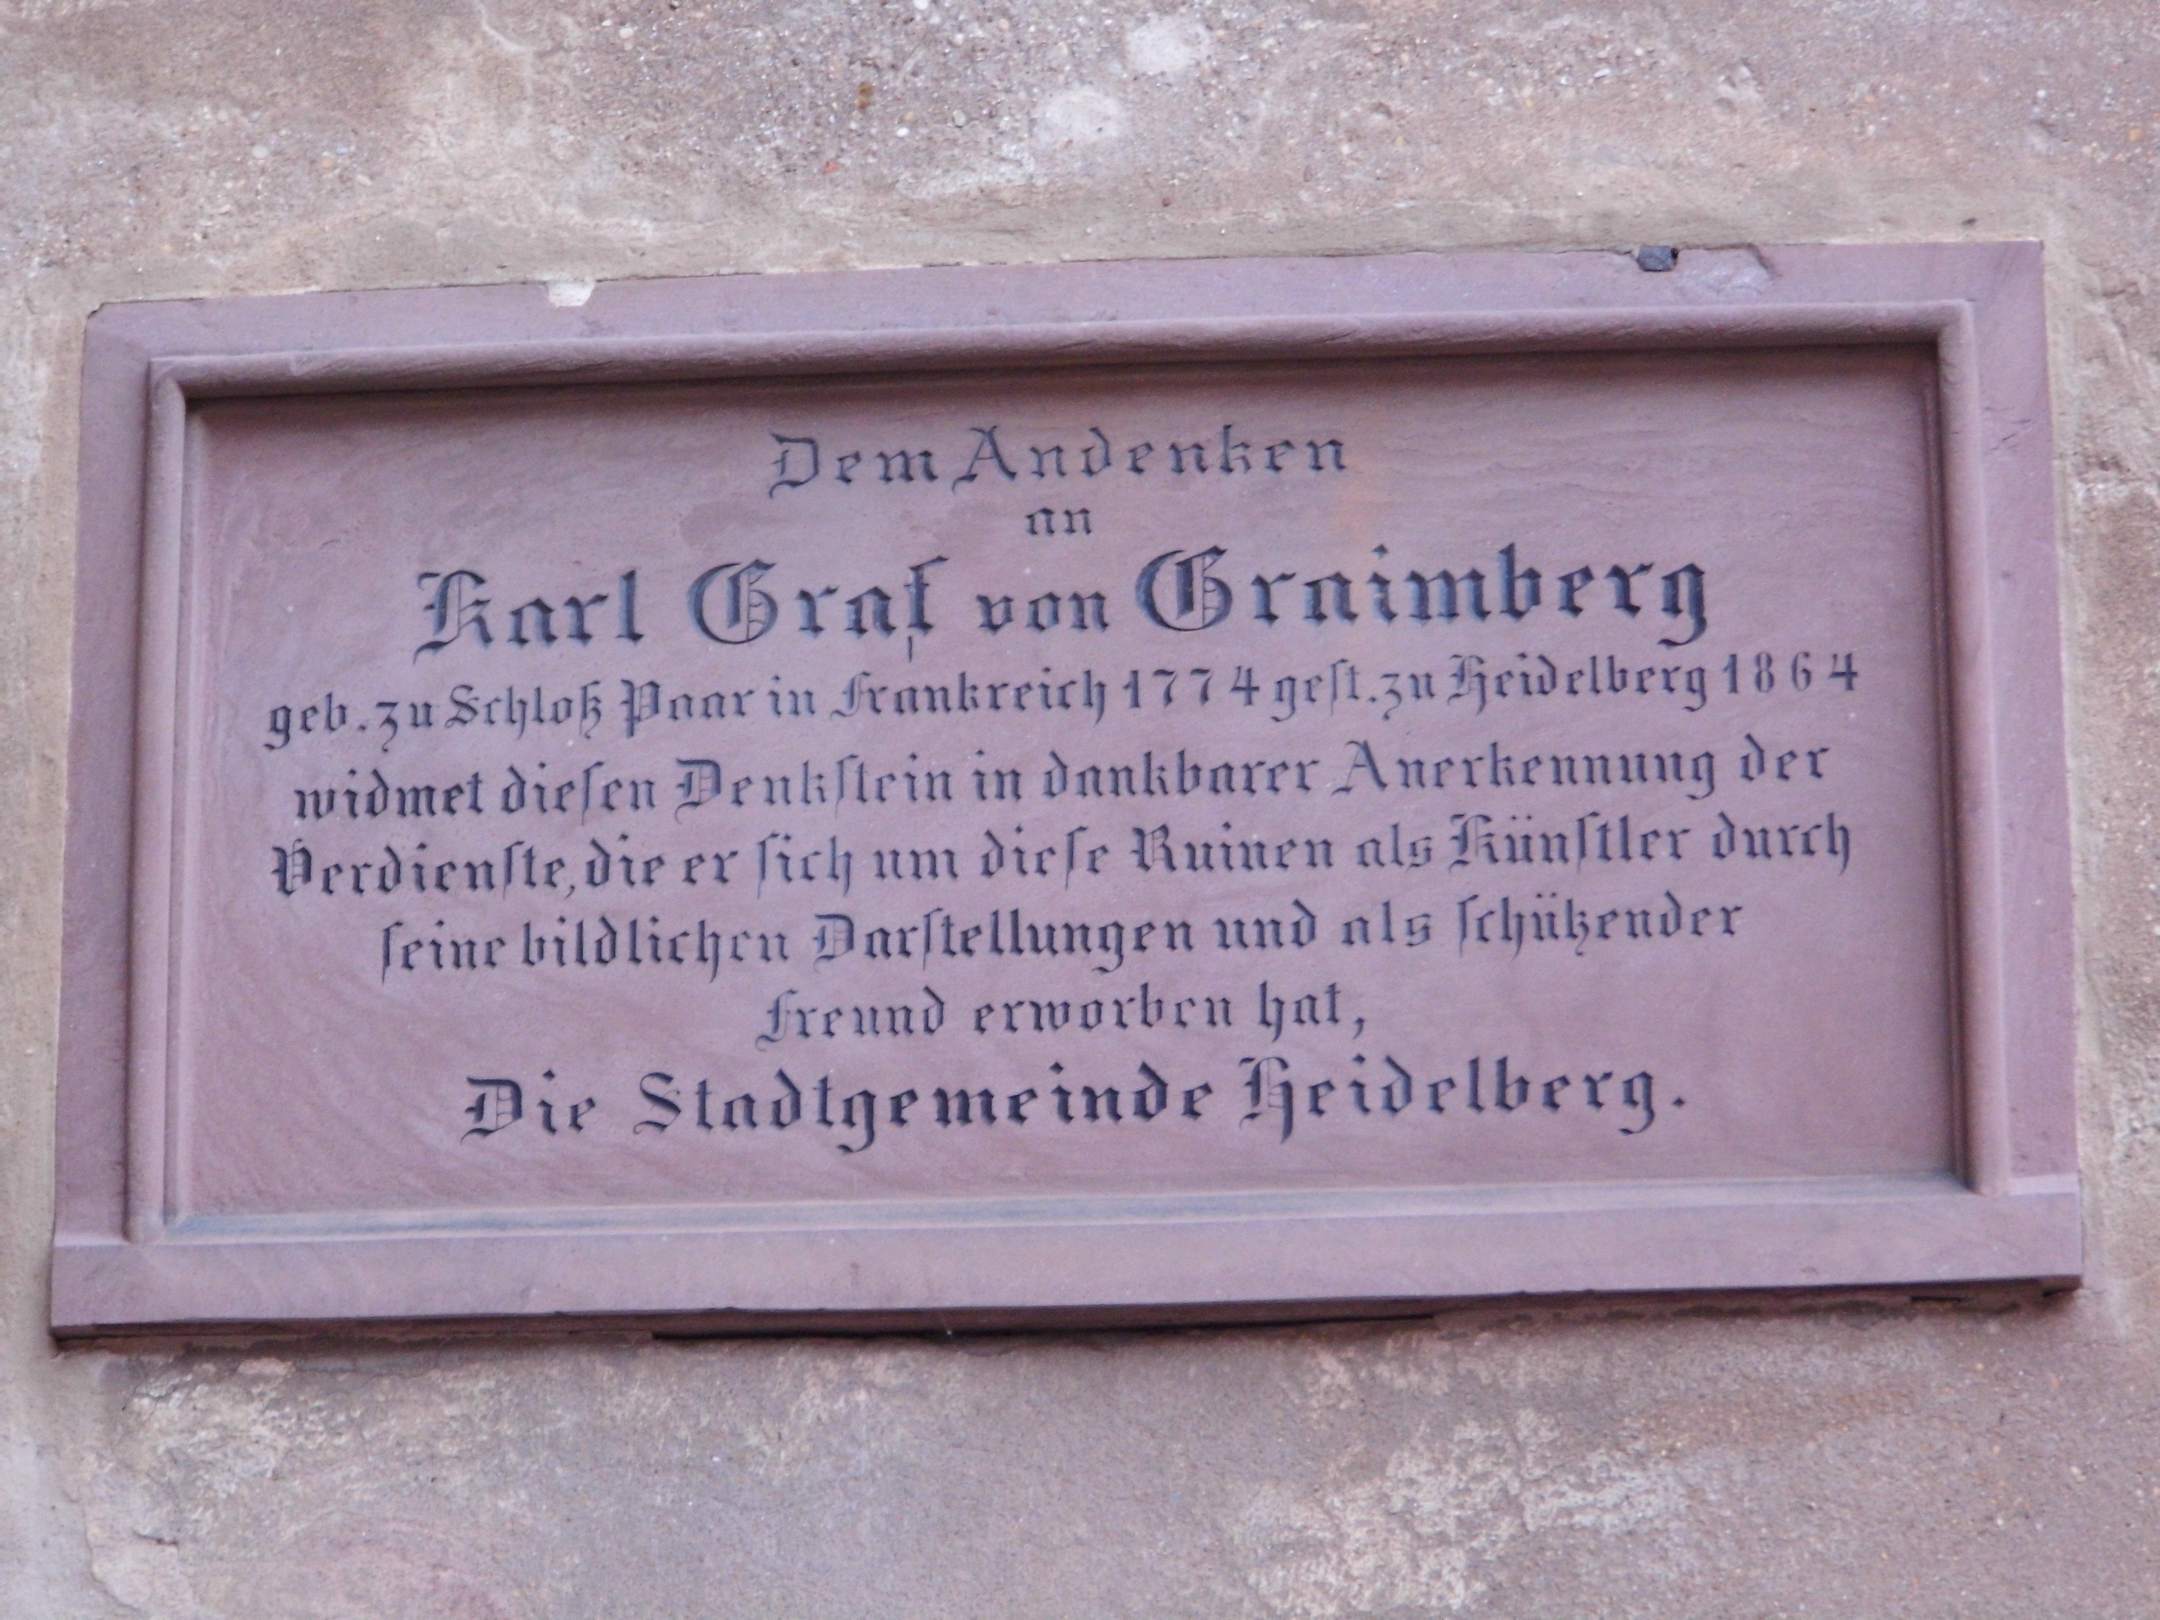 Dem Andenken
an
Karl Graf von Graimberg
geb. zu Schloß Paar in Frankreich 1774 gest. zu Heidelberg 1864
widmet diesen Denkstein in dankbarer Anerkennung der
Verdienste, die er sich um diese Ruinen als Künstler durch
seine bildlichen Darstellungen und als schützender
Freund erworben hat,
Die Stadtgemeinde Heidelberg.